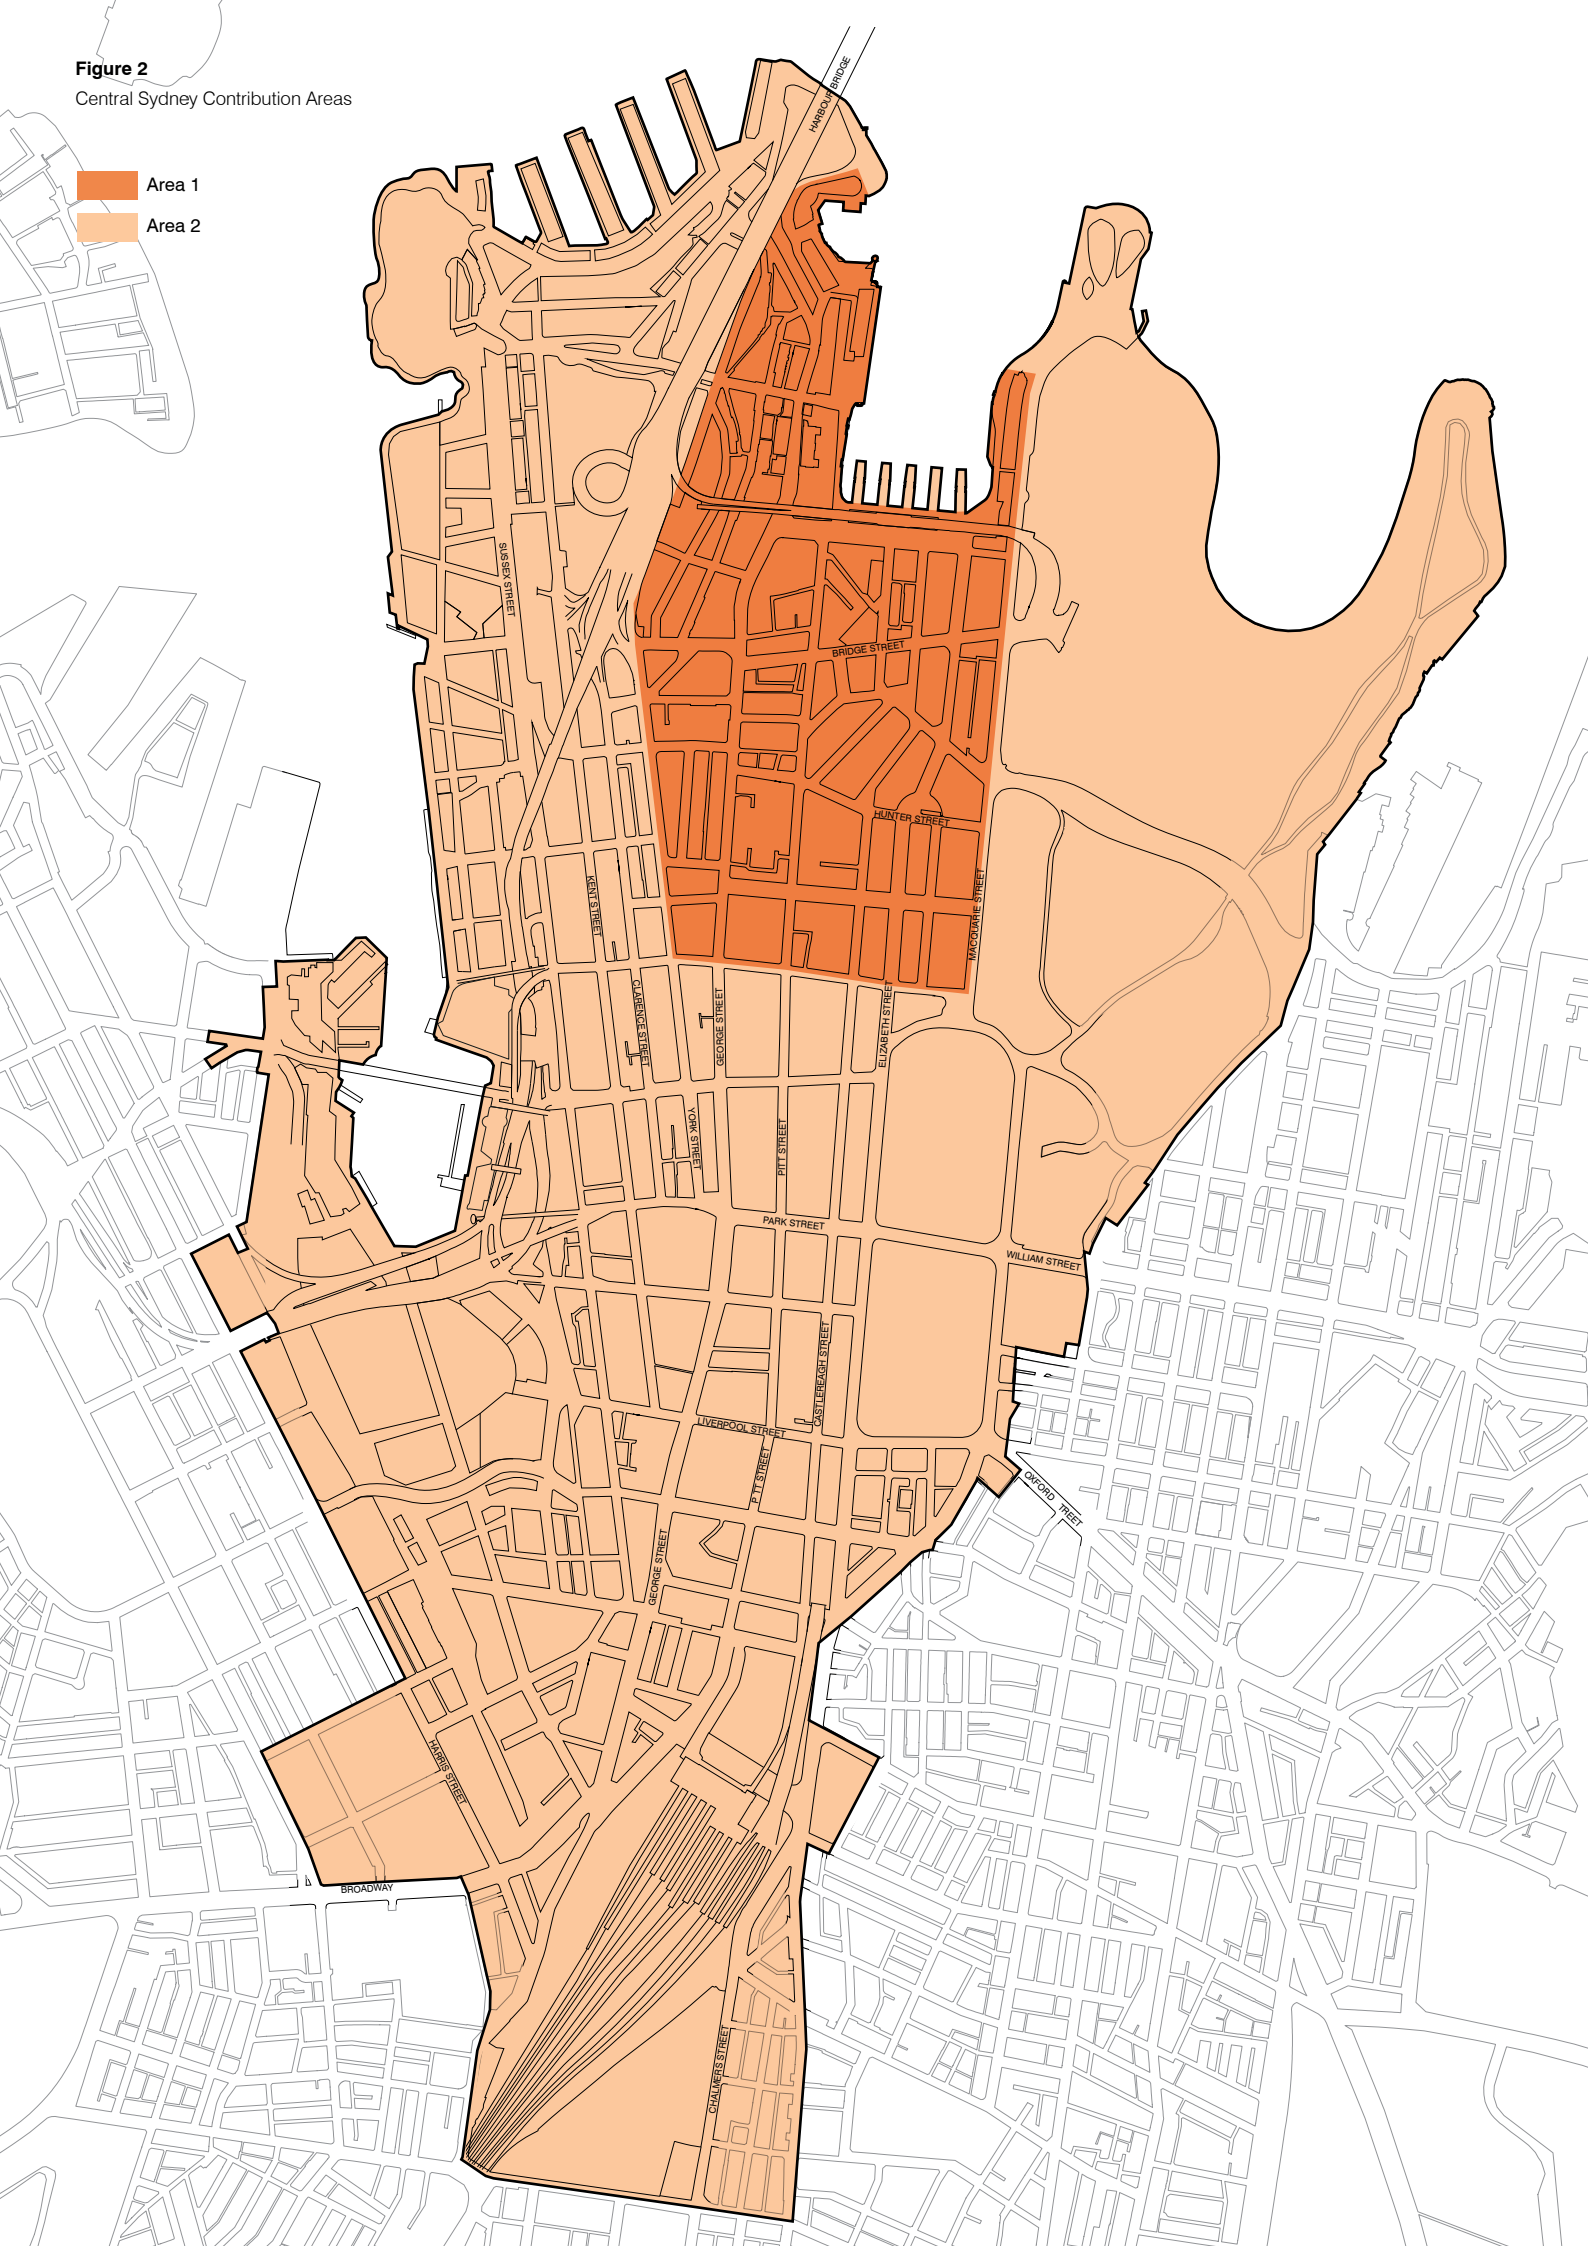 Figure 2
Central Sydney Contribution Areas
Area 1
Area 2
HARBOUR BRIDGE
SUSSEX STREET
BRIDGE STREET
HUNTER STREET
KENT STREET
MACQUARIE STREET
CLARENCE STREET
GEORGE STREET
ELIZABETH STREET
YORK STREET
PITT STREET
PARK STREET
WILLIAM STREET
CASTLEREAGH STREET
LIVERPOOL STREET
P TT STREET
OXFORD TREET
GEORGE STREET
HARRIS STREET
BROADWAY
CHALMERS STREET